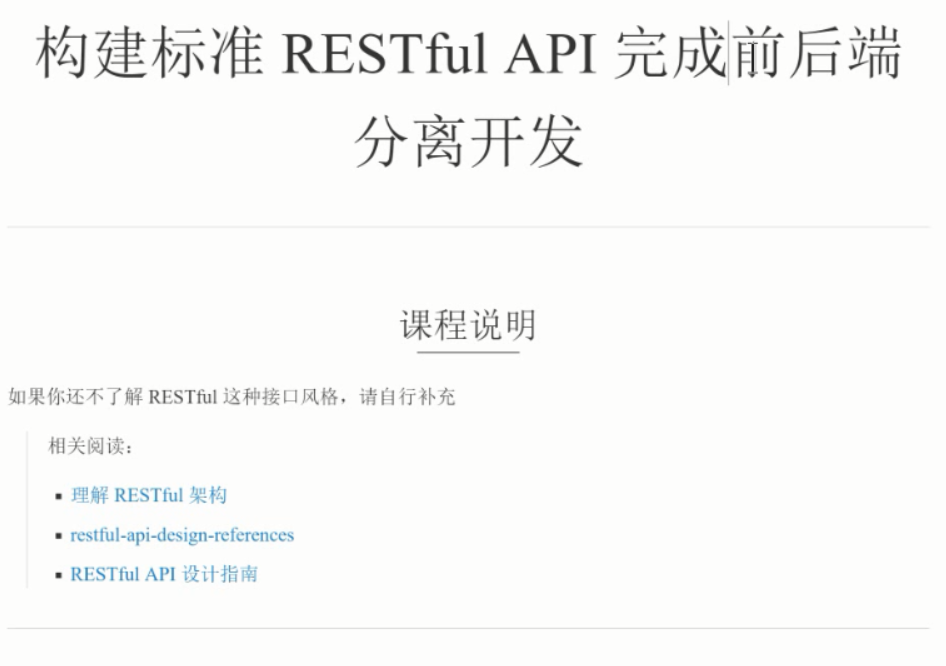 构建标准 RESTful API 完成前后端
分离开发
课程说明
如果你还不了解 RESTful 这种接口风格，请自行补充
相关阅读：
理解 RESTful 架构
restful-api-design-references
RESTful API 设计指南